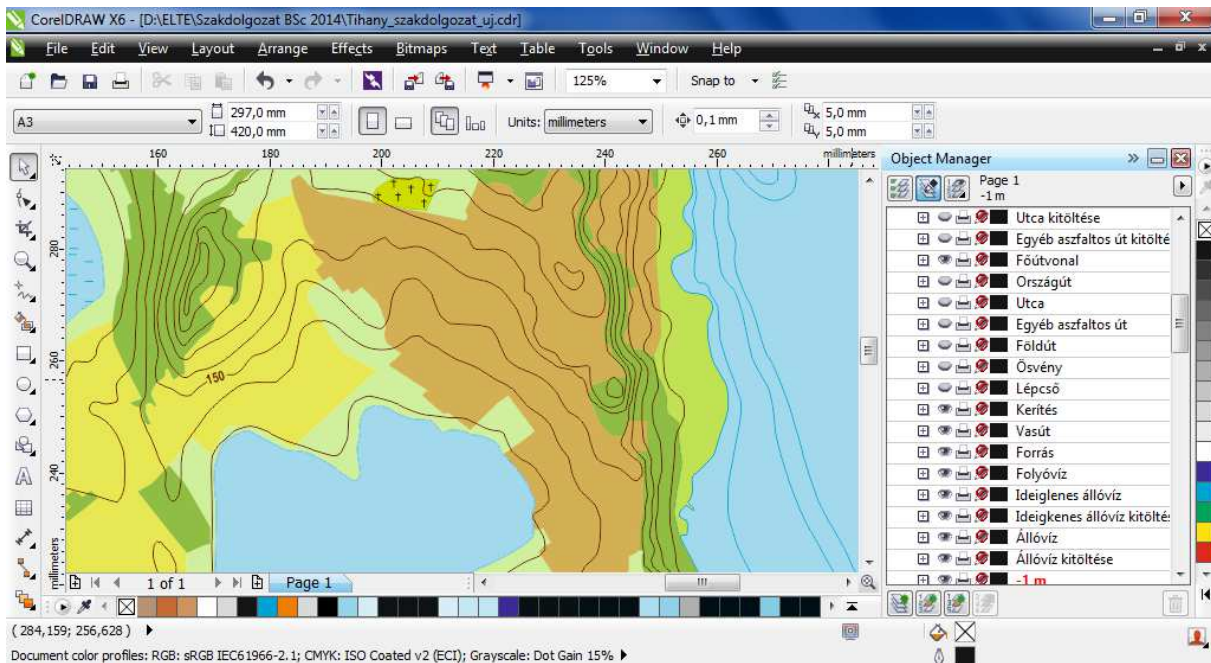 CorelDRAW X6 - [D:\ELTE\Szakdolgozat BSc 2014\Tihany_szakdolgozat_uj.cdr]
File Edit View Layout Arrange Effects Bitmaps Text Table Tools Window Help
125% Snap to
A3 297,0 mm 420,0 mm Units: millimeters 0,1 mm 5,0 mm 5,0 mm
160 180 200 220 240 260 millimeters
280
260
240
millimeters
150
Object Manager
Page 1
-1 m
Utca kitöltése
Egyéb aszfaltos út kitölté
Főútvonal
Országút
Utca
Egyéb aszfaltos út
Földút
Ösvény
Lépcső
Kerítés
Vasút
Forrás
Folyóvíz
Ideiglenes állóvíz
Ideigkenes állóvíz kitöltés
Állóvíz
Állóvíz kitöltése
-1 m
1 of 1 Page 1
( 284,159; 256,628 )
Document color profiles: RGB: sRGB IEC61966-2.1; CMYK: ISO Coated v2 (ECI); Grayscale: Dot Gain 15%